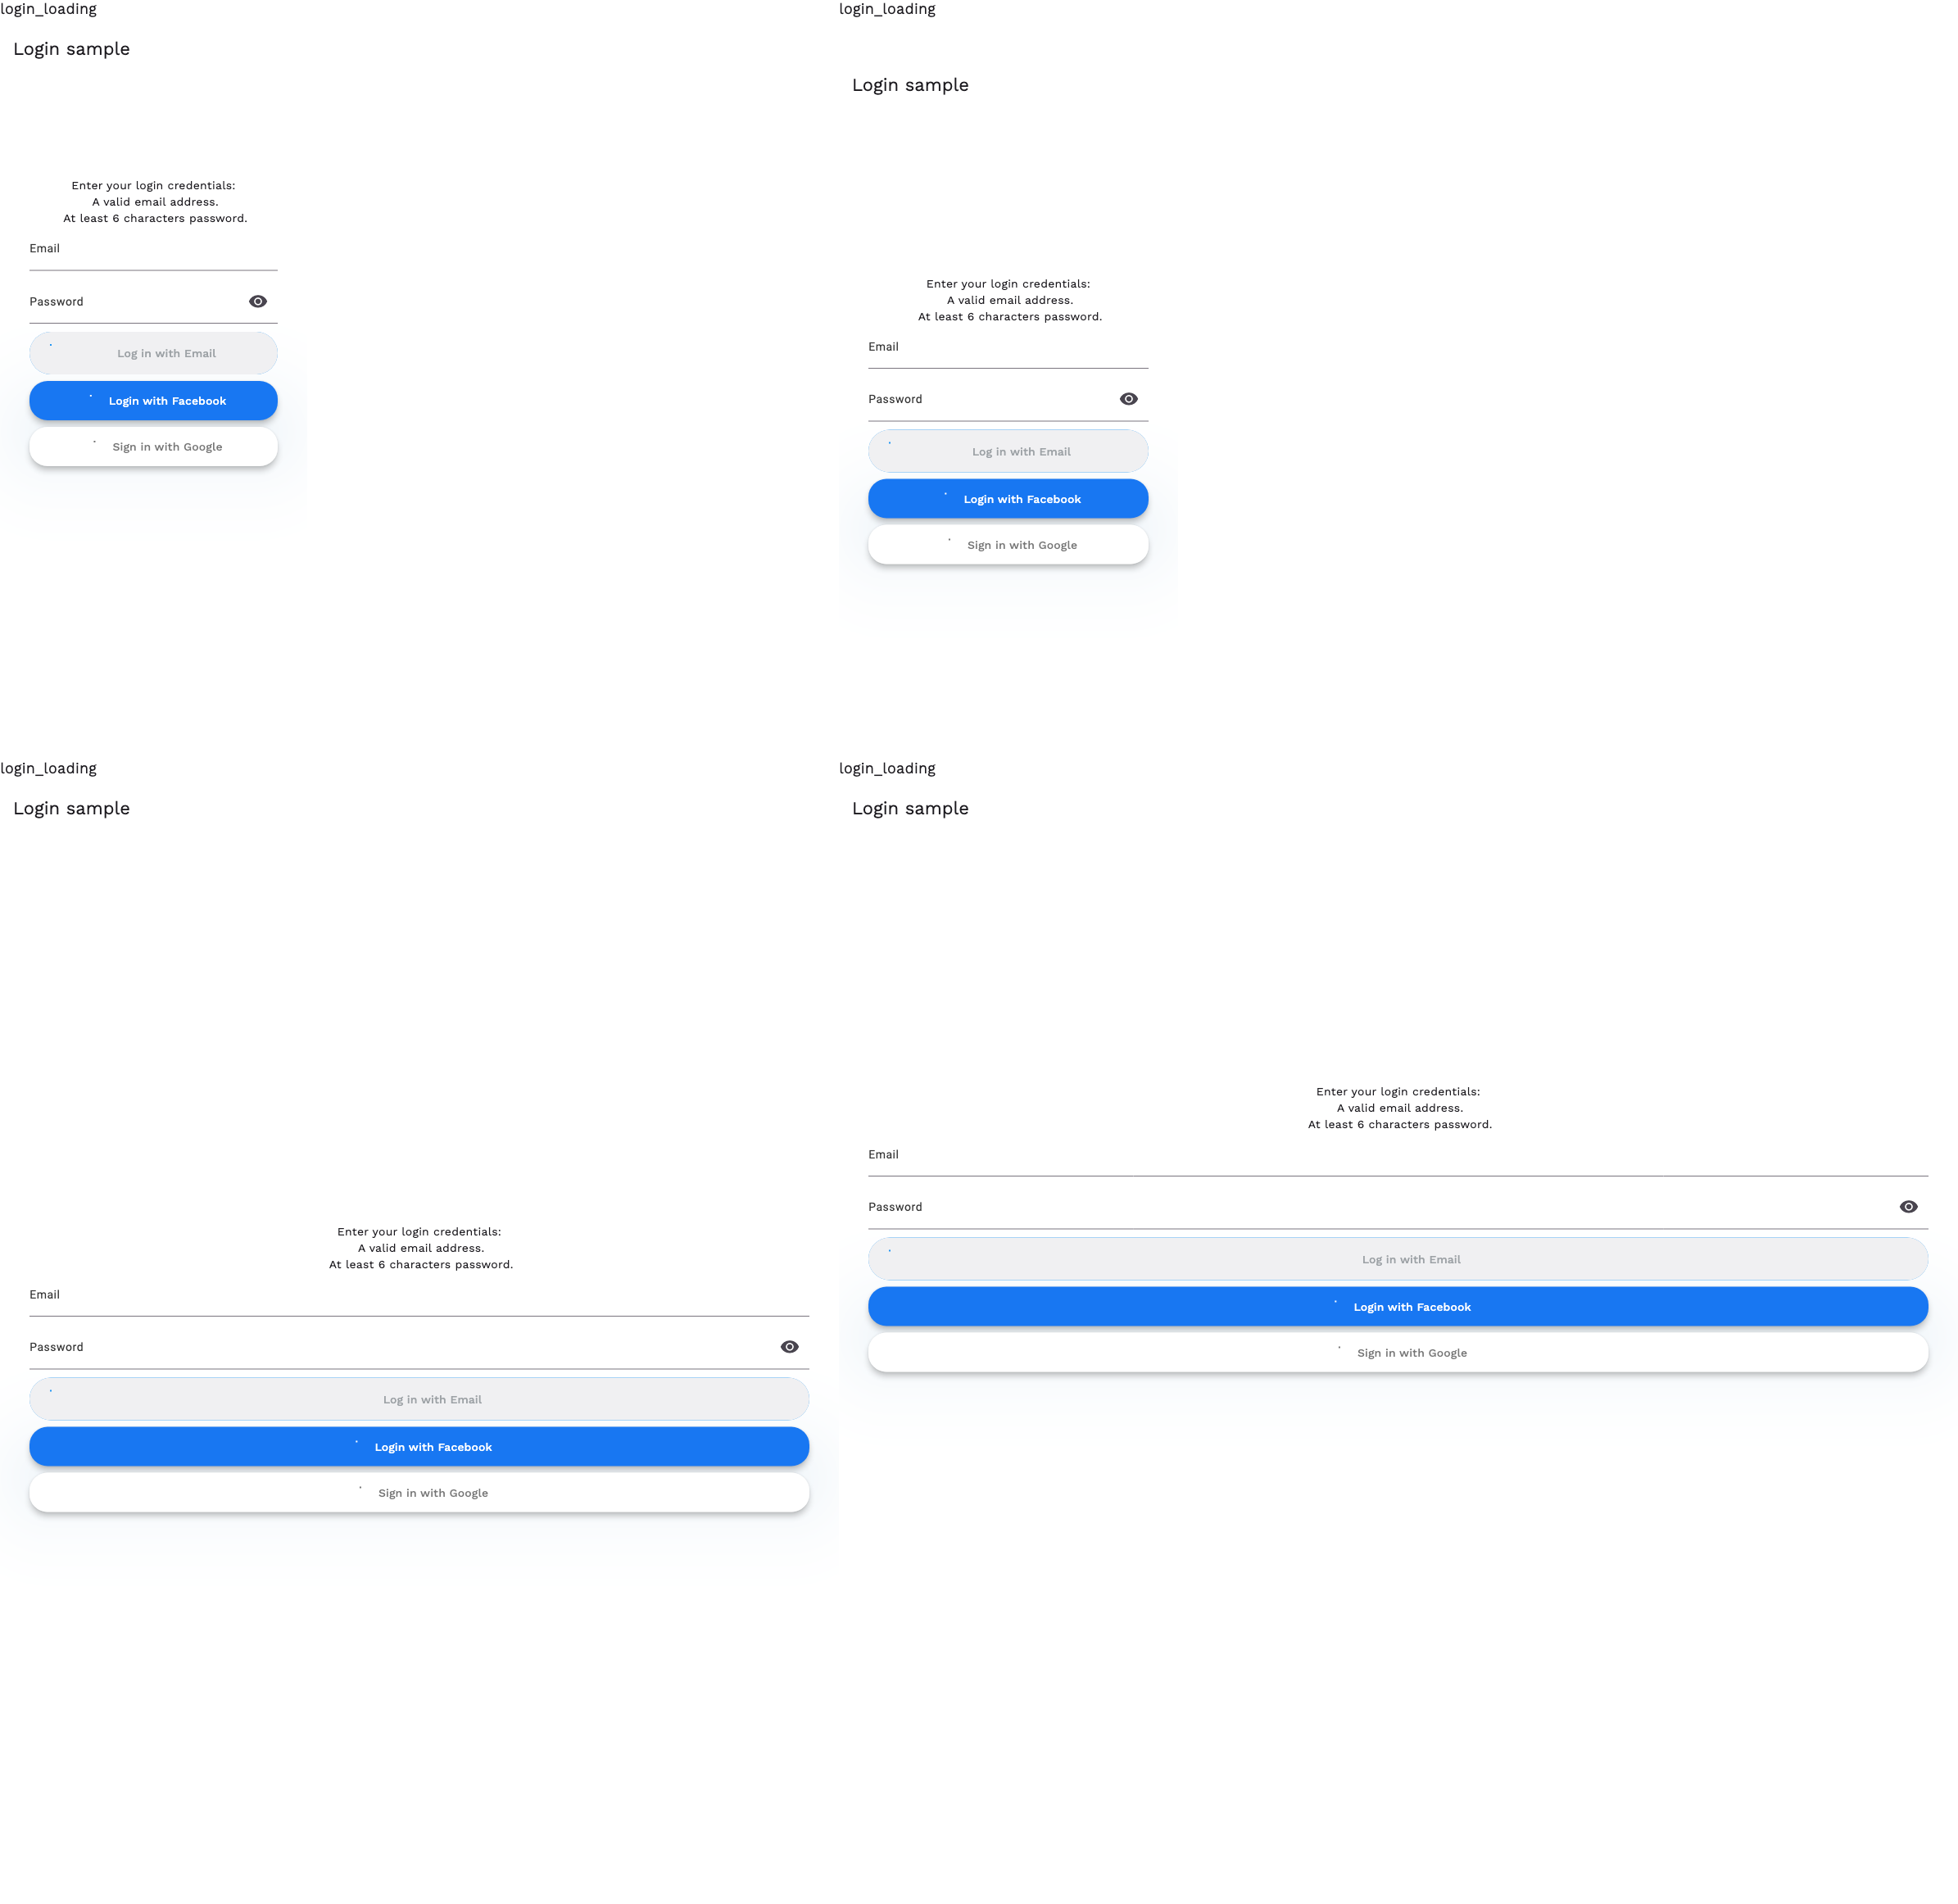 login_loading
Login sample
Enter your login credentials:
A valid email address.
At least 6 characters password.
Email
Password
Log in with Email
Login with Facebook
Sign in with Google
login_loading
Login sample
Enter your login credentials:
A valid email address.
At least 6 characters password.
Email
Password
Log in with Email
Login with Facebook
Sign in with Google
login_loading
Login sample
Enter your login credentials:
A valid email address.
At least 6 characters password.
Email
Password
Log in with Email
Login with Facebook
Sign in with Google
login_loading
Login sample
Enter your login credentials:
A valid email address.
At least 6 characters password.
Email
Password
Log in with Email
Login with Facebook
Sign in with Google